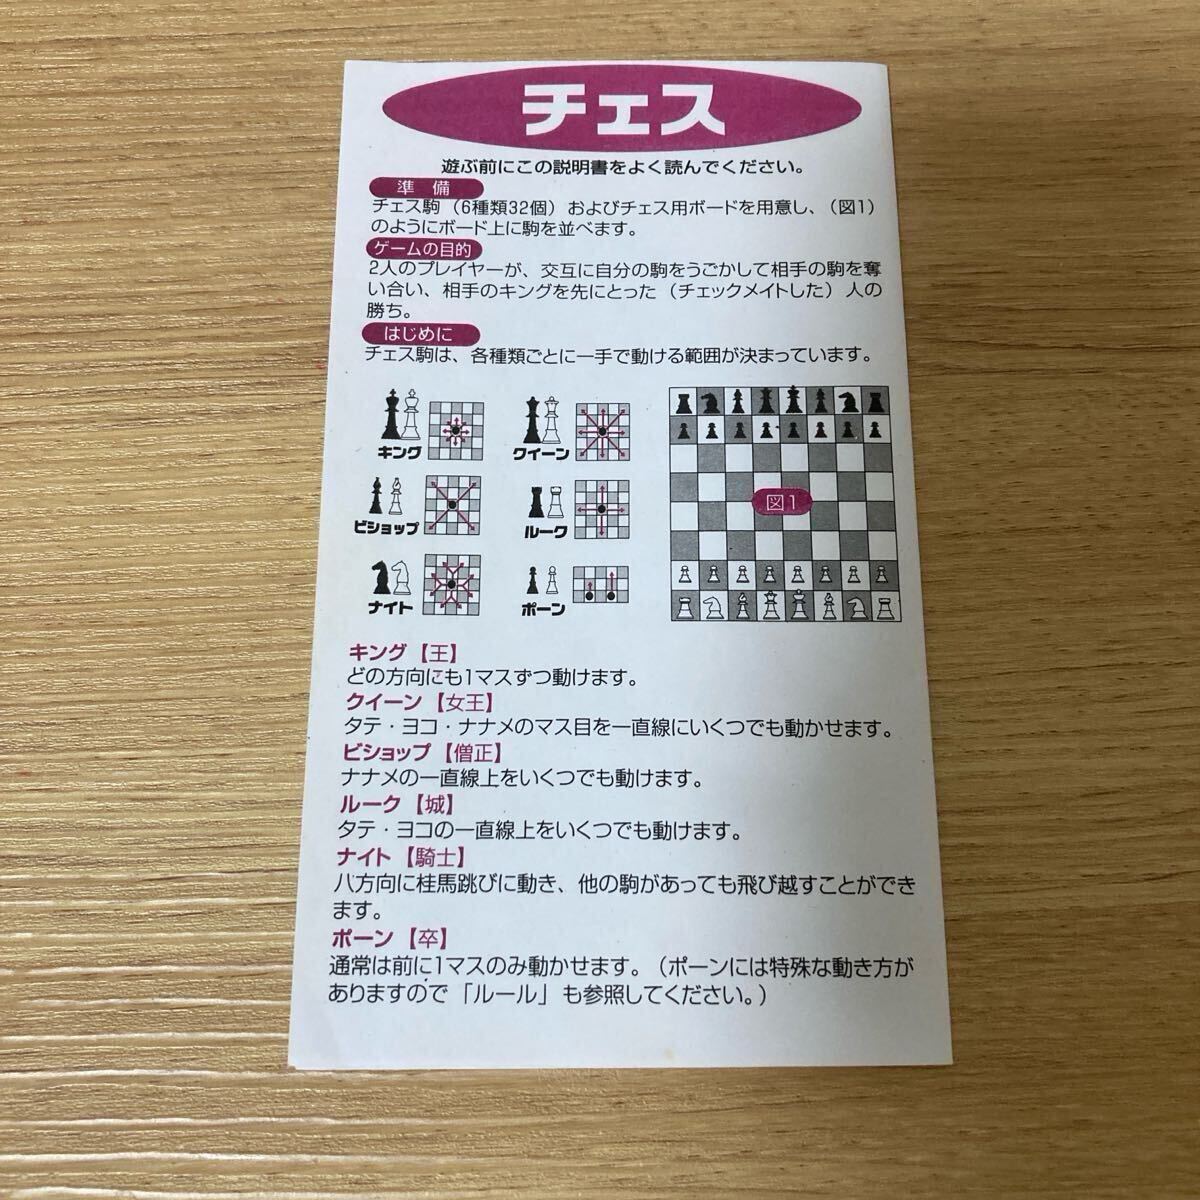 チェス
遊ぶ前にこの説明書をよく読んでください。
準 備
チェス駒（6種類32個）およびチェス用ボードを用意し、（図1）
のようにボード上に駒を並べます。
ゲームの目的
2人のプレイヤーが、交互に自分の駒をうごかして相手の駒を奪
い合い、相手のキングを先にとった（チェックメイトした）人の
勝ち。
はじめに
チェス駒は、各種類ごとに一手で動ける範囲が決まっています。
キング
クイーン
ビショップ
ルーク
ナイト
ポーン
図1
キング【王】
どの方向にも1マスずつ動けます。
クイーン【女王】
タテ・ヨコ・ナナメのマス目を一直線にいくつでも動かせます。
ビショップ【僧正】
ナナメの一直線上をいくつでも動けます。
ルーク【城】
タテ・ヨコの一直線上をいくつでも動けます。
ナイト【騎士】
八方向に桂馬跳びに動き、他の駒があっても飛び越すことができ
ます。
ポーン【卒】
通常は前に1マスのみ動かせます。（ポーンには特殊な動き方が
ありますので「ルール」も参照してください。）